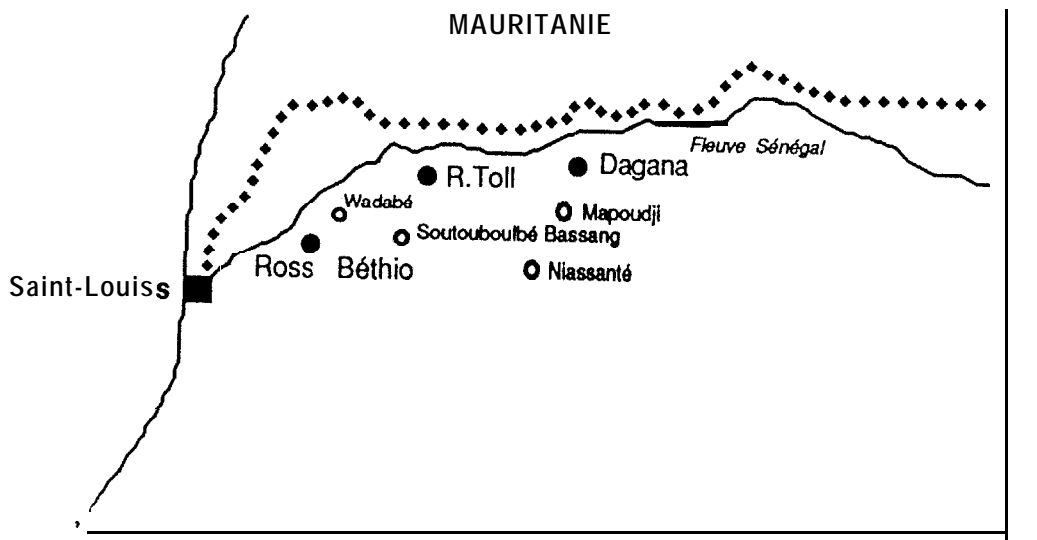 MAURITANIE
Fleuve Sénégal
Dagana
R.Toll
Wadabé
Mapoudji
Soutouboulbé Bassang
Ross Béthio
Niassanté
Saint-Louiss